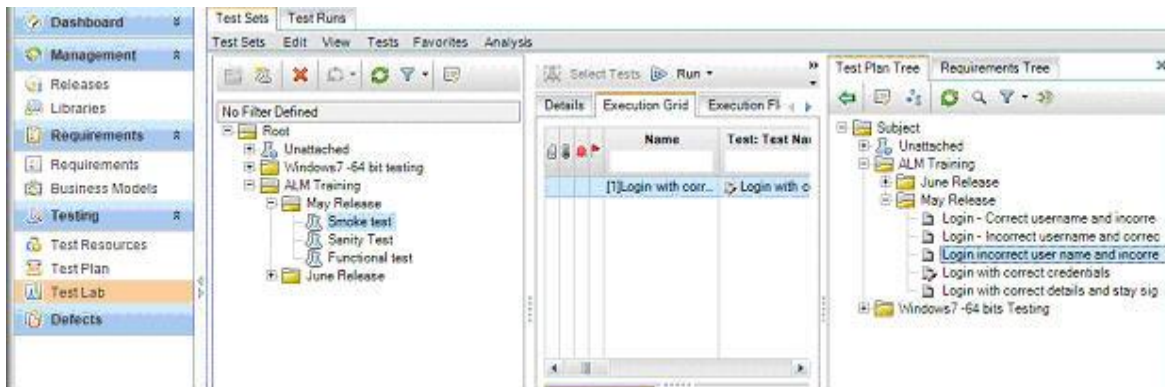 Dashboard
Management
Releases
Libraries
Requirements
Requirements
Business Models
Testing
Test Resources
Test Plan
Test Lab
Defects
Test Sets Test Runs
Test Sets Edit View Tests Favorites Analysis
No Filter Defined
Root
Unattached
Windows7 -64 bit testing
ALM Training
May Release
Smoke test
Sanity Test
Functional test
June Release
Select Tests Run
Details Execution Grid Execution Fl
Name Test: Test Nar
[1]Login with corr... Login with c
Test Plan Tree Requirements Tree
Subject
Unattached
ALM Training
June Release
May Release
Login - Correct username and incorre
Login - Incorrect username and correc
Login incorrect user name and incorre
Login with correct credentials
Login with correct details and stay sig
Windows7 -64 bits Testing